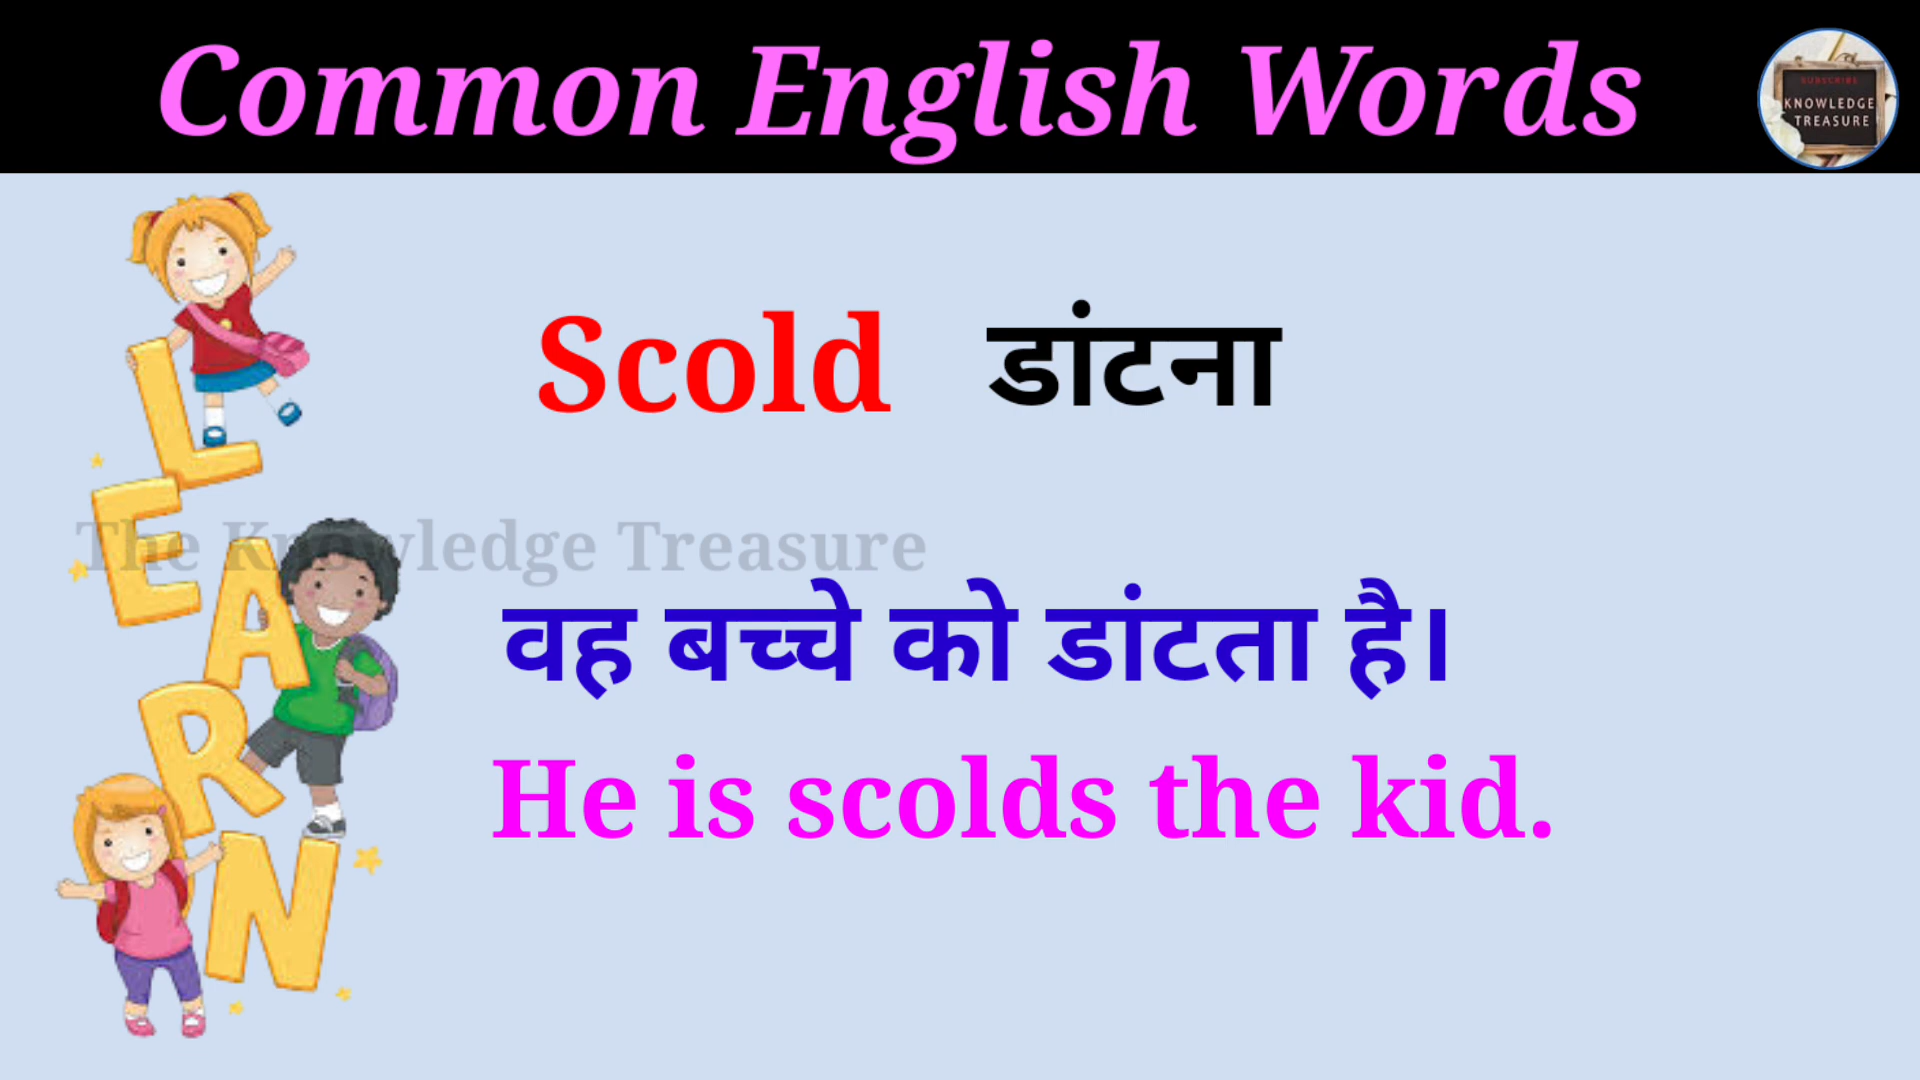 Common English Words
SUBSCRIBE
KNOWLEDGE
TREASURE
Scold डांटना
LEARN
The Knowledge Treasure
वह बच्चे को डांटता है।
He is scolds the kid.